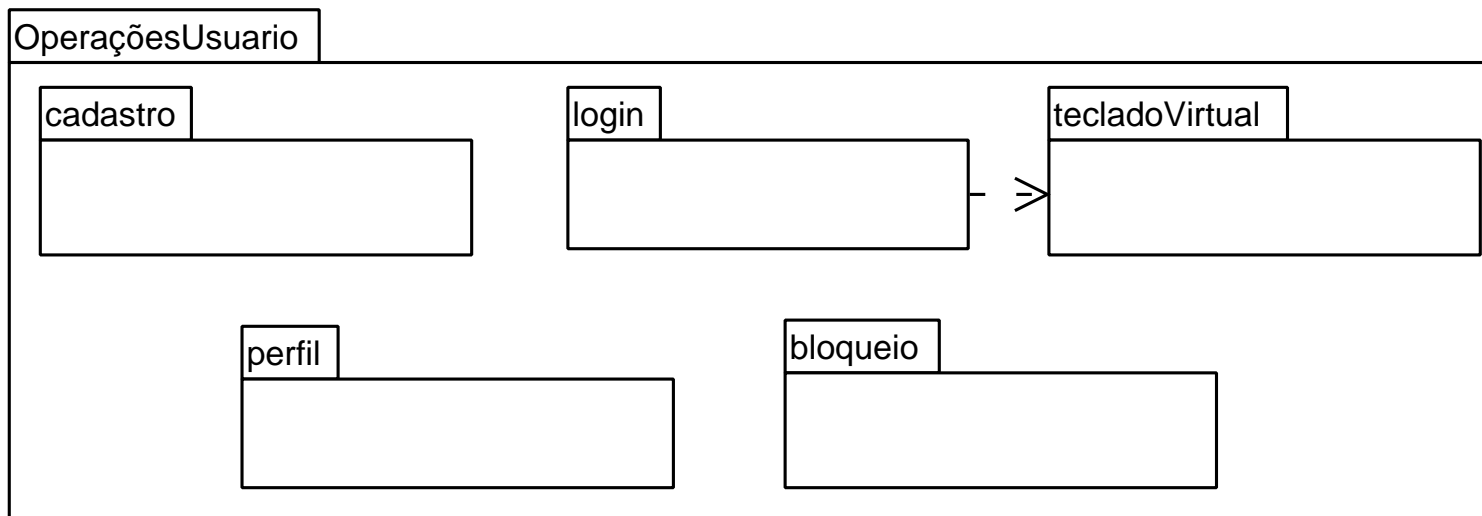 OperaçõesUsuario
cadastro
login
tecladoVirtual
perfil
bloqueio